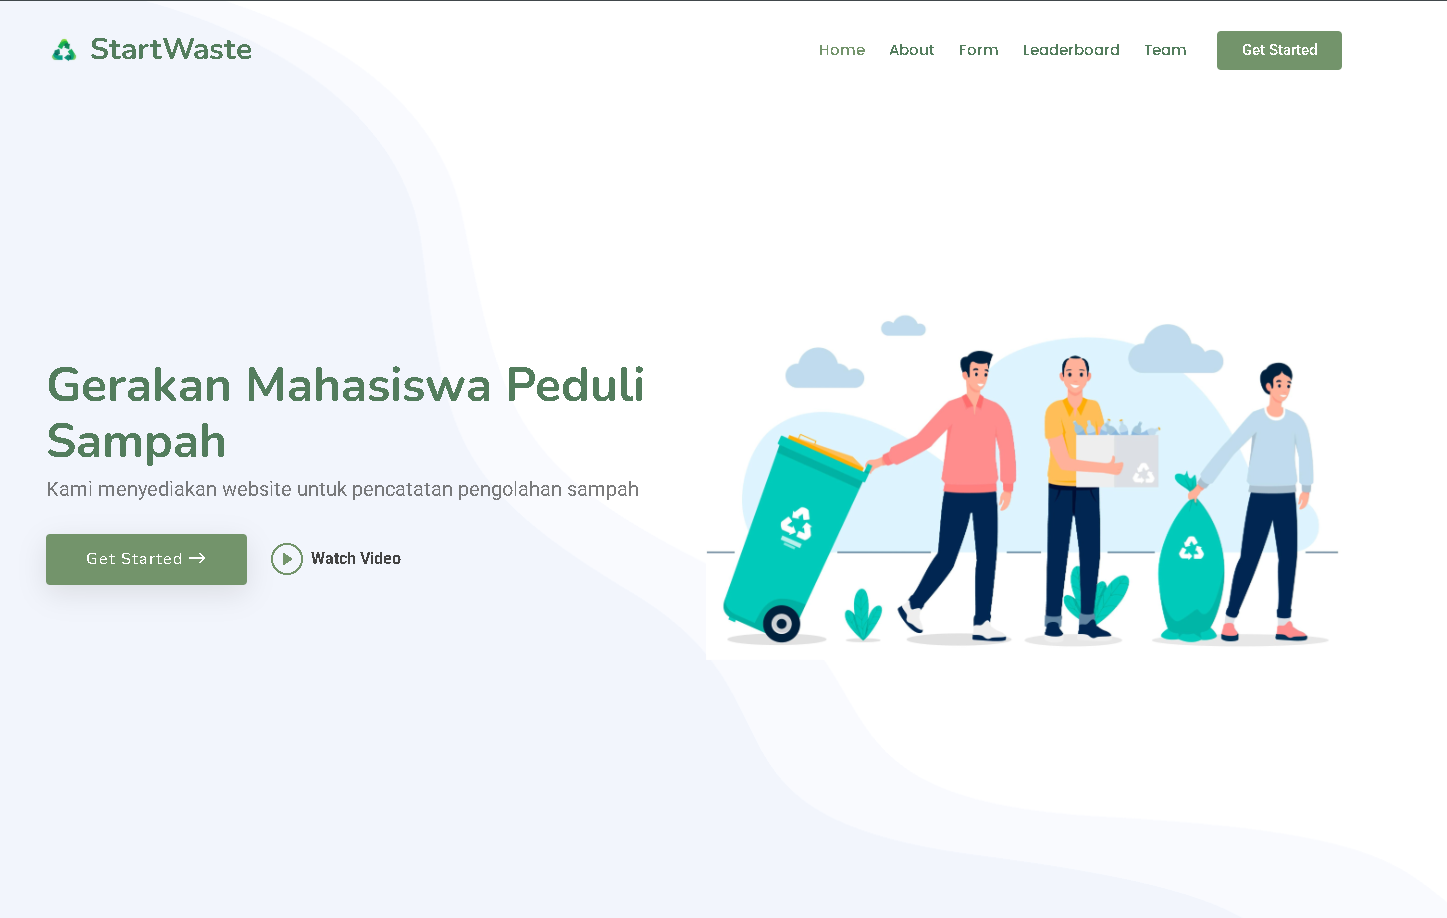 StartWaste
Home About Form Leaderboard Team Get Started
Gerakan Mahasiswa Peduli
Sampah
Kami menyediakan website untuk pencatatan pengolahan sampah
Get Started →
Watch Video